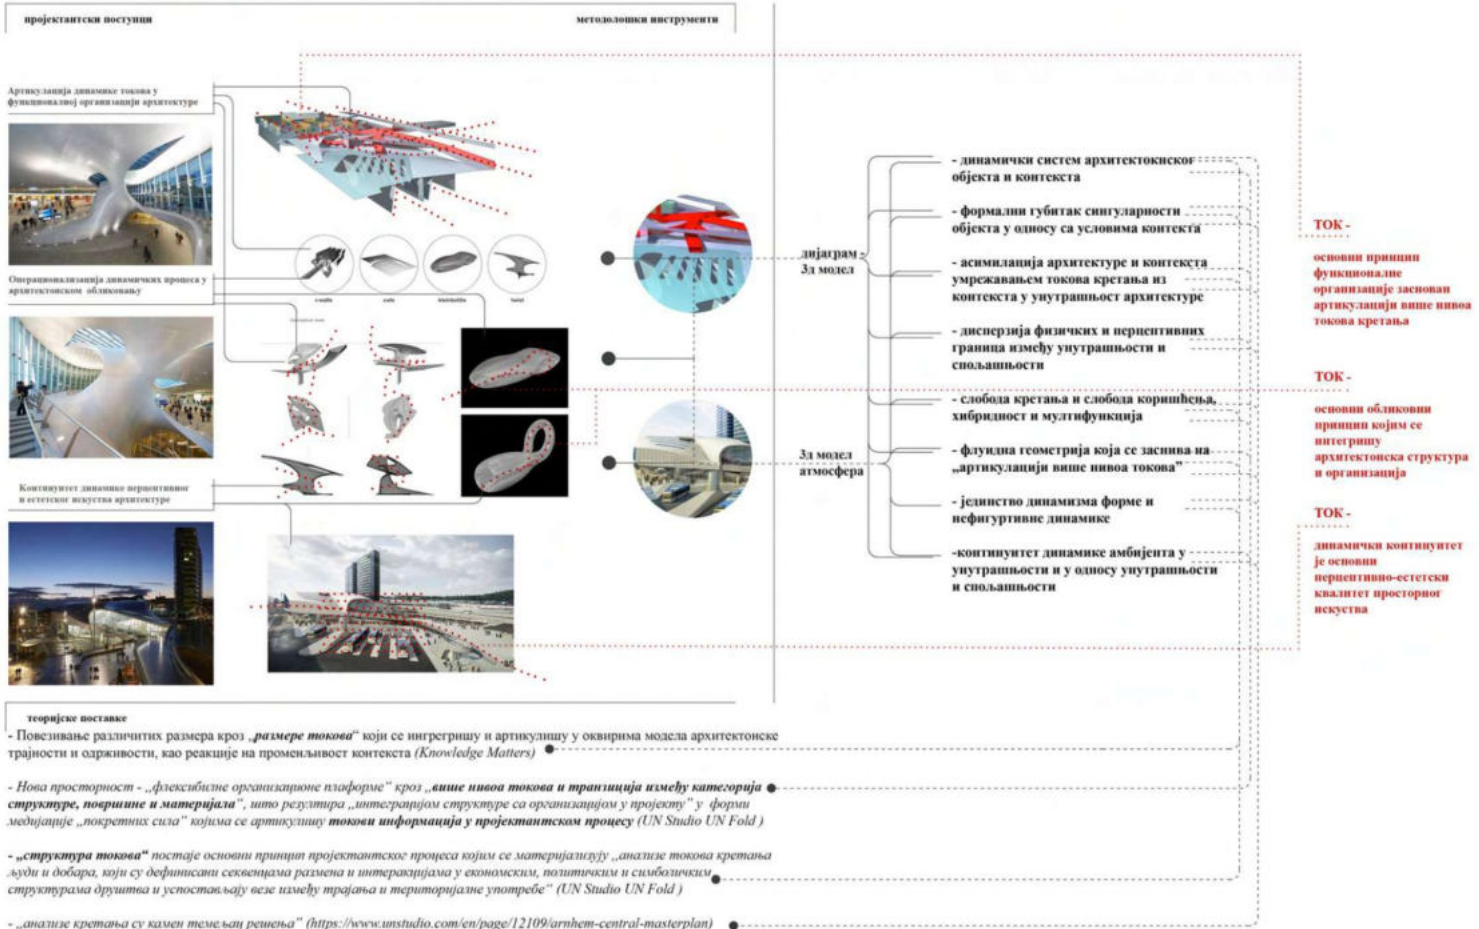 пројектантски поступци
методолошки инструменти
Артикулација динамике токова у
функционалној организацији архитектуре
Операционализација динамичких процеса у
архитектонском обликовању
Континуитет динамике перцептивног
и естетског искуства архитектуре
дијаграм -
3д модел
3д модел
атмосфера
- динамички систем архитектокнског
објекта и контекста
- формални губитак сингуларности
објекта у односу са условима контекста
- асимилација архитектуре и контекста
умрежавањем токова кретања из
контекста у унутрашњост архитектуре
- дисперзија физичких и перцептивних
граница између унутрашњости и
спољашњости
- слобода кретања и слобода коришћења,
хибридност и мултифункција
- флуидна геометрија која се заснива на
„артикулацији више нивоа токова”
- јединство динамизма форме и
нефигуртивне динамике
-континуитет динамике амбијента у
унутрашњости и у односу унутрашњости
и спољашњости
ТОК -
основни принцип
функционалне
организације заснован
артикулацији више нивоа
токова кретања
ТОК -
основни обликовни
принцип којим се
интегришу
архитектонска структура
и организација
ТОК -
динамички континуитет
је основни
перцептивно-естетски
квалитет просторног
искуства
теоријске поставке
- Повезивање различитих размера кроз „размере токова“ који се ингрегришу и артикулишу у оквирима модела архитектонске
трајности и одрживости, као реакције на променљивост контекста (Knowledge Matters)
- Нова просторност - „флексибилне организационе плаформе“ кроз „више нивоа токова и транзиција између категорија
структуре, површине и материјала“, што резултира „интеграцијом структуре са организацијом у пројекту” у форми
медијације „покретних сила” којима се артикулишу токови информација у пројектантском процесу (UN Studio UN Fold )
- „структура токова“ постаје основни принцип пројектантског процеса којим се материјализују „анализе токова кретања
људи и добара, који су дефинисани секвенцама размена и интеракцијама у економским, политичким и симболичким
структурама друштва и успостављају везе између трајања и територијалне употребе“ (UN Studio UN Fold )
- „анализе кретања су камен темељац решења” (https://www.unstudio.com/en/page/12109/arnhem-central-masterplan)